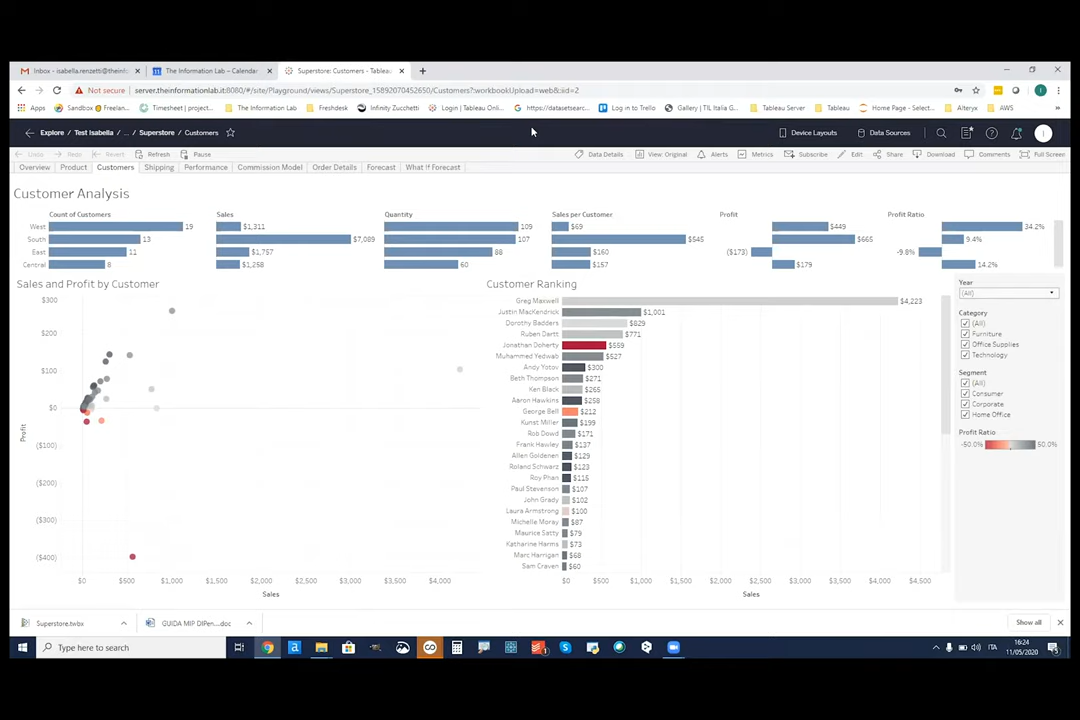 Inbox - isabella.renzetti@theinf
The Information Lab – Calendar
Superstore: Customers - Tableau
Not secure
server.theinformationlab.it:8080/#/site/Playground/views/Superstore_15892070452650/Customers?:workbookUpload=web&:iid=2
Apps
Sandbox @ Freelan...
Timesheet | project...
The Information Lab
Freshdesk
Infinity Zucchetti
Login | Tableau Onli...
https://datasetsearc...
Log in to Trello
Gallery | TIL Italia G...
Tableau Server
Tableau
Home Page - Select...
Alteryx
AWS
»
Explore / Test Isabella / ... / Superstore / Customers
Device Layouts
Data Sources
I
Undo
Redo
Revert
Refresh
Pause
Data Details
View: Original
Alerts
Metrics
Subscribe
Edit
Share
Download
Comments
Full Screen
Overview
Product
Customers
Shipping
Performance
Commission Model
Order Details
Forecast
What If Forecast
Customer Analysis
Count of Customers
Sales
Quantity
Sales per Customer
Profit
Profit Ratio
West 19 $1,311 109 $69 $449 34.2%
South 13 $7,089 107 $545 $665 9.4%
East 11 $1,757 88 $160 ($173) -9.8%
Central 8 $1,258 60 $157 $179 14.2%
Sales and Profit by Customer
$300
$200
$100
$0
($100)
($200)
($300)
($400)
Profit
$0 $500 $1,000 $1,500 $2,000 $2,500 $3,000 $3,500 $4,000
Sales
Customer Ranking
Greg Maxwell $4,223
Justin MacKendrick $1,001
Dorothy Badders $829
Ruben Dartt $771
Jonathan Doherty $559
Muhammed Yedwab $527
Andy Yotov $300
Beth Thompson $271
Ken Black $265
Aaron Hawkins $258
George Bell $212
Kunst Miller $199
Rob Dowd $171
Frank Hawley $137
Allen Goldenen $129
Roland Schwarz $123
Roy Phan $115
Paul Stevenson $107
John Grady $102
Laura Armstrong $100
Michelle Moray $87
Maurice Satty $79
Katharine Harms $73
Marc Harrigan $68
Sam Craven $60
$0 $500 $1,000 $1,500 $2,000 $2,500 $3,000 $3,500 $4,000 $4,500
Sales
Year
(All)
Category
(All)
Furniture
Office Supplies
Technology
Segment
(All)
Consumer
Corporate
Home Office
Profit Ratio
-50.0% 50.0%
Superstore.twbx
GUIDA MIP DIPen...doc
Show all
Type here to search
ITA
16:24
11/05/2020